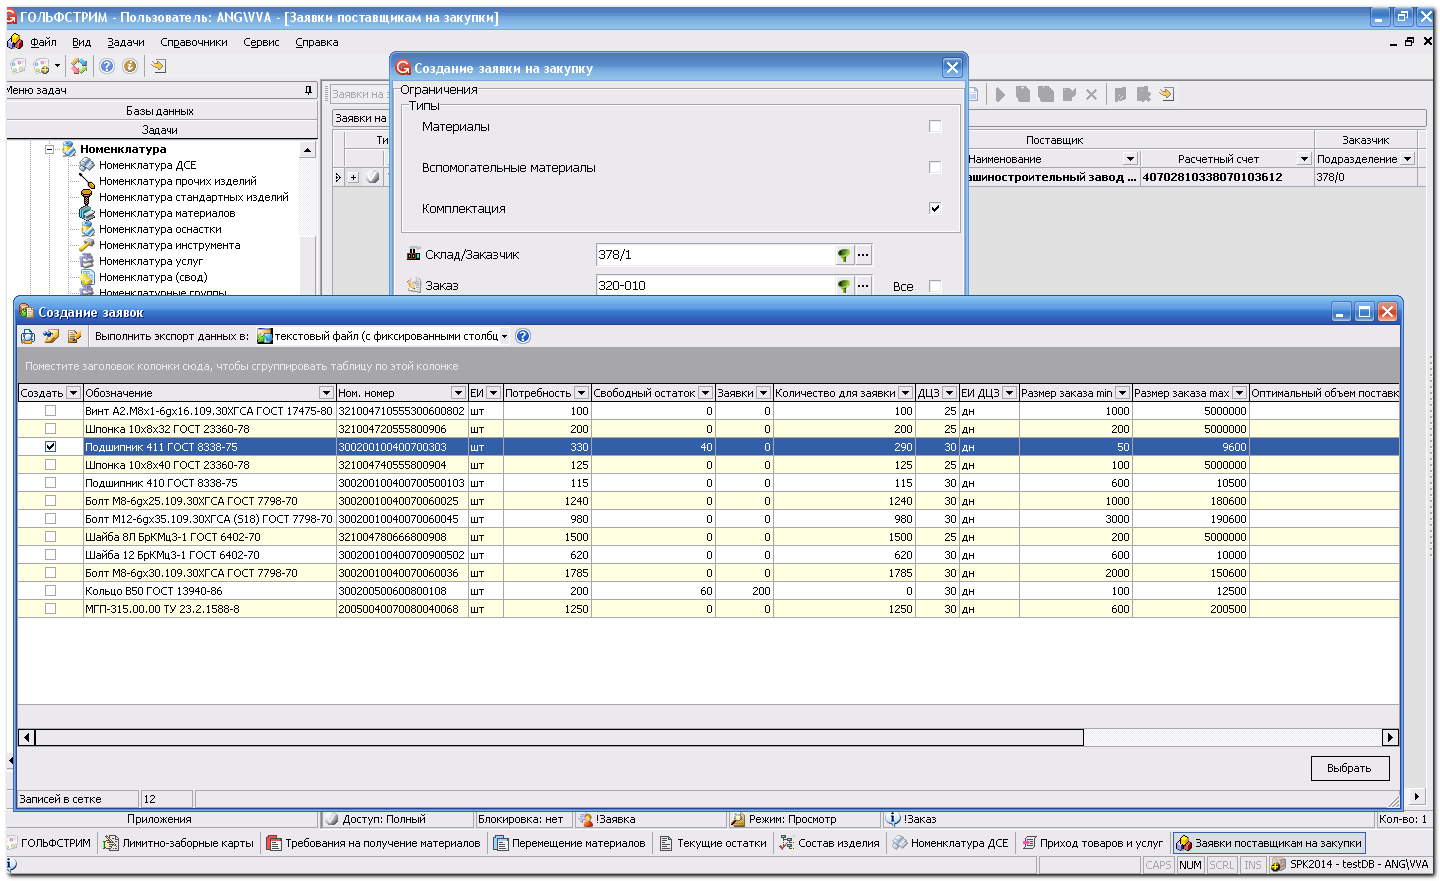 ГОЛЬФСТРИМ - Пользователь: ANG\VVA - [Заявки поставщикам на закупки]
Файл Вид Задачи Справочники Сервис Справка
Меню задач
Базы данных
Задачи
Номенклатура
Номенклатура ДСЕ
Номенклатура прочих изделий
Номенклатура стандартных изделий
Номенклатура материалов
Номенклатура оснастки
Номенклатура инструмента
Номенклатура услуг
Номенклатура (свод)
Номенклатурные группы
Создание заявки на закупку
Ограничения
Типы
Материалы
Вспомогательные материалы
Комплектация
Склад/Заказчик 378/1
Заказ 320-010 Все
Заявки на з
Заявки на
Ти
Поставщик Заказчик
Наименование Расчетный счет Подразделение
ашиностроительный завод ... 40702810338070103612 378/0
Создание заявок
Выполнить экспорт данных в: текстовый файл (с фиксированными столбц
Поместите заголовок колонки сюда, чтобы сгруппировать таблицу по этой колонке
Создать Обозначение Ном. номер ЕИ Потребность Свободный остаток Заявки Количество для заявки ДЦЗ ЕИ ДЦЗ Размер заказа min Размер заказа max Оптимальный объем поставк
Винт А2.М8х1-6gх16.109.30ХГСА ГОСТ 17475-80 321004710555300600802 шт 100 0 0 100 25 дн 1000 5000000
Шпонка 10х8х32 ГОСТ 23360-78 321004720555800906 шт 200 0 0 200 25 дн 200 5000000
Подшипник 411 ГОСТ 8338-75 300200100400700303 шт 330 40 0 290 30 дн 50 9600
Шпонка 10х8х40 ГОСТ 23360-78 321004740555800904 шт 125 0 0 125 25 дн 100 5000000
Подшипник 410 ГОСТ 8338-75 300200100400700500103 шт 115 0 0 115 30 дн 600 10500
Болт М8-6gх25.109.30ХГСА ГОСТ 7798-70 30020010040070060025 шт 1240 0 0 1240 30 дн 1000 180600
Болт М12-6gх35.109.30ХГСА (S18) ГОСТ 7798-70 30020010040070060045 шт 980 0 0 980 30 дн 3000 190600
Шайба 8Л БрКМц3-1 ГОСТ 6402-70 321004780666800908 шт 1500 0 0 1500 25 дн 200 5000000
Шайба 12 БрКМц3-1 ГОСТ 6402-70 300200100400700900502 шт 620 0 0 620 30 дн 600 10000
Болт М8-6gх30.109.30ХГСА ГОСТ 7798-70 30020010040070060036 шт 1785 0 0 1785 30 дн 2000 150600
Кольцо В50 ГОСТ 13940-86 300200500600800108 шт 200 60 200 0 30 дн 100 12500
МГП-315.00.00 ТУ 23.2.1588-8 20050040070080040068 шт 1250 0 0 1250 30 дн 600 200500
Выбрать
Записей в сетке 12
Приложения Доступ: Полный Блокировка: нет !Заявка Режим: Просмотр !Заказ Кол-во: 1
ГОЛЬФСТРИМ Лимитно-заборные карты Требования на получение материалов Перемещение материалов Текущие остатки Состав изделия Номенклатура ДСЕ Приход товаров и услуг Заявки поставщикам на закупки
CAPS NUM SCRL INS SPK2014 - testDB - ANG\VVA